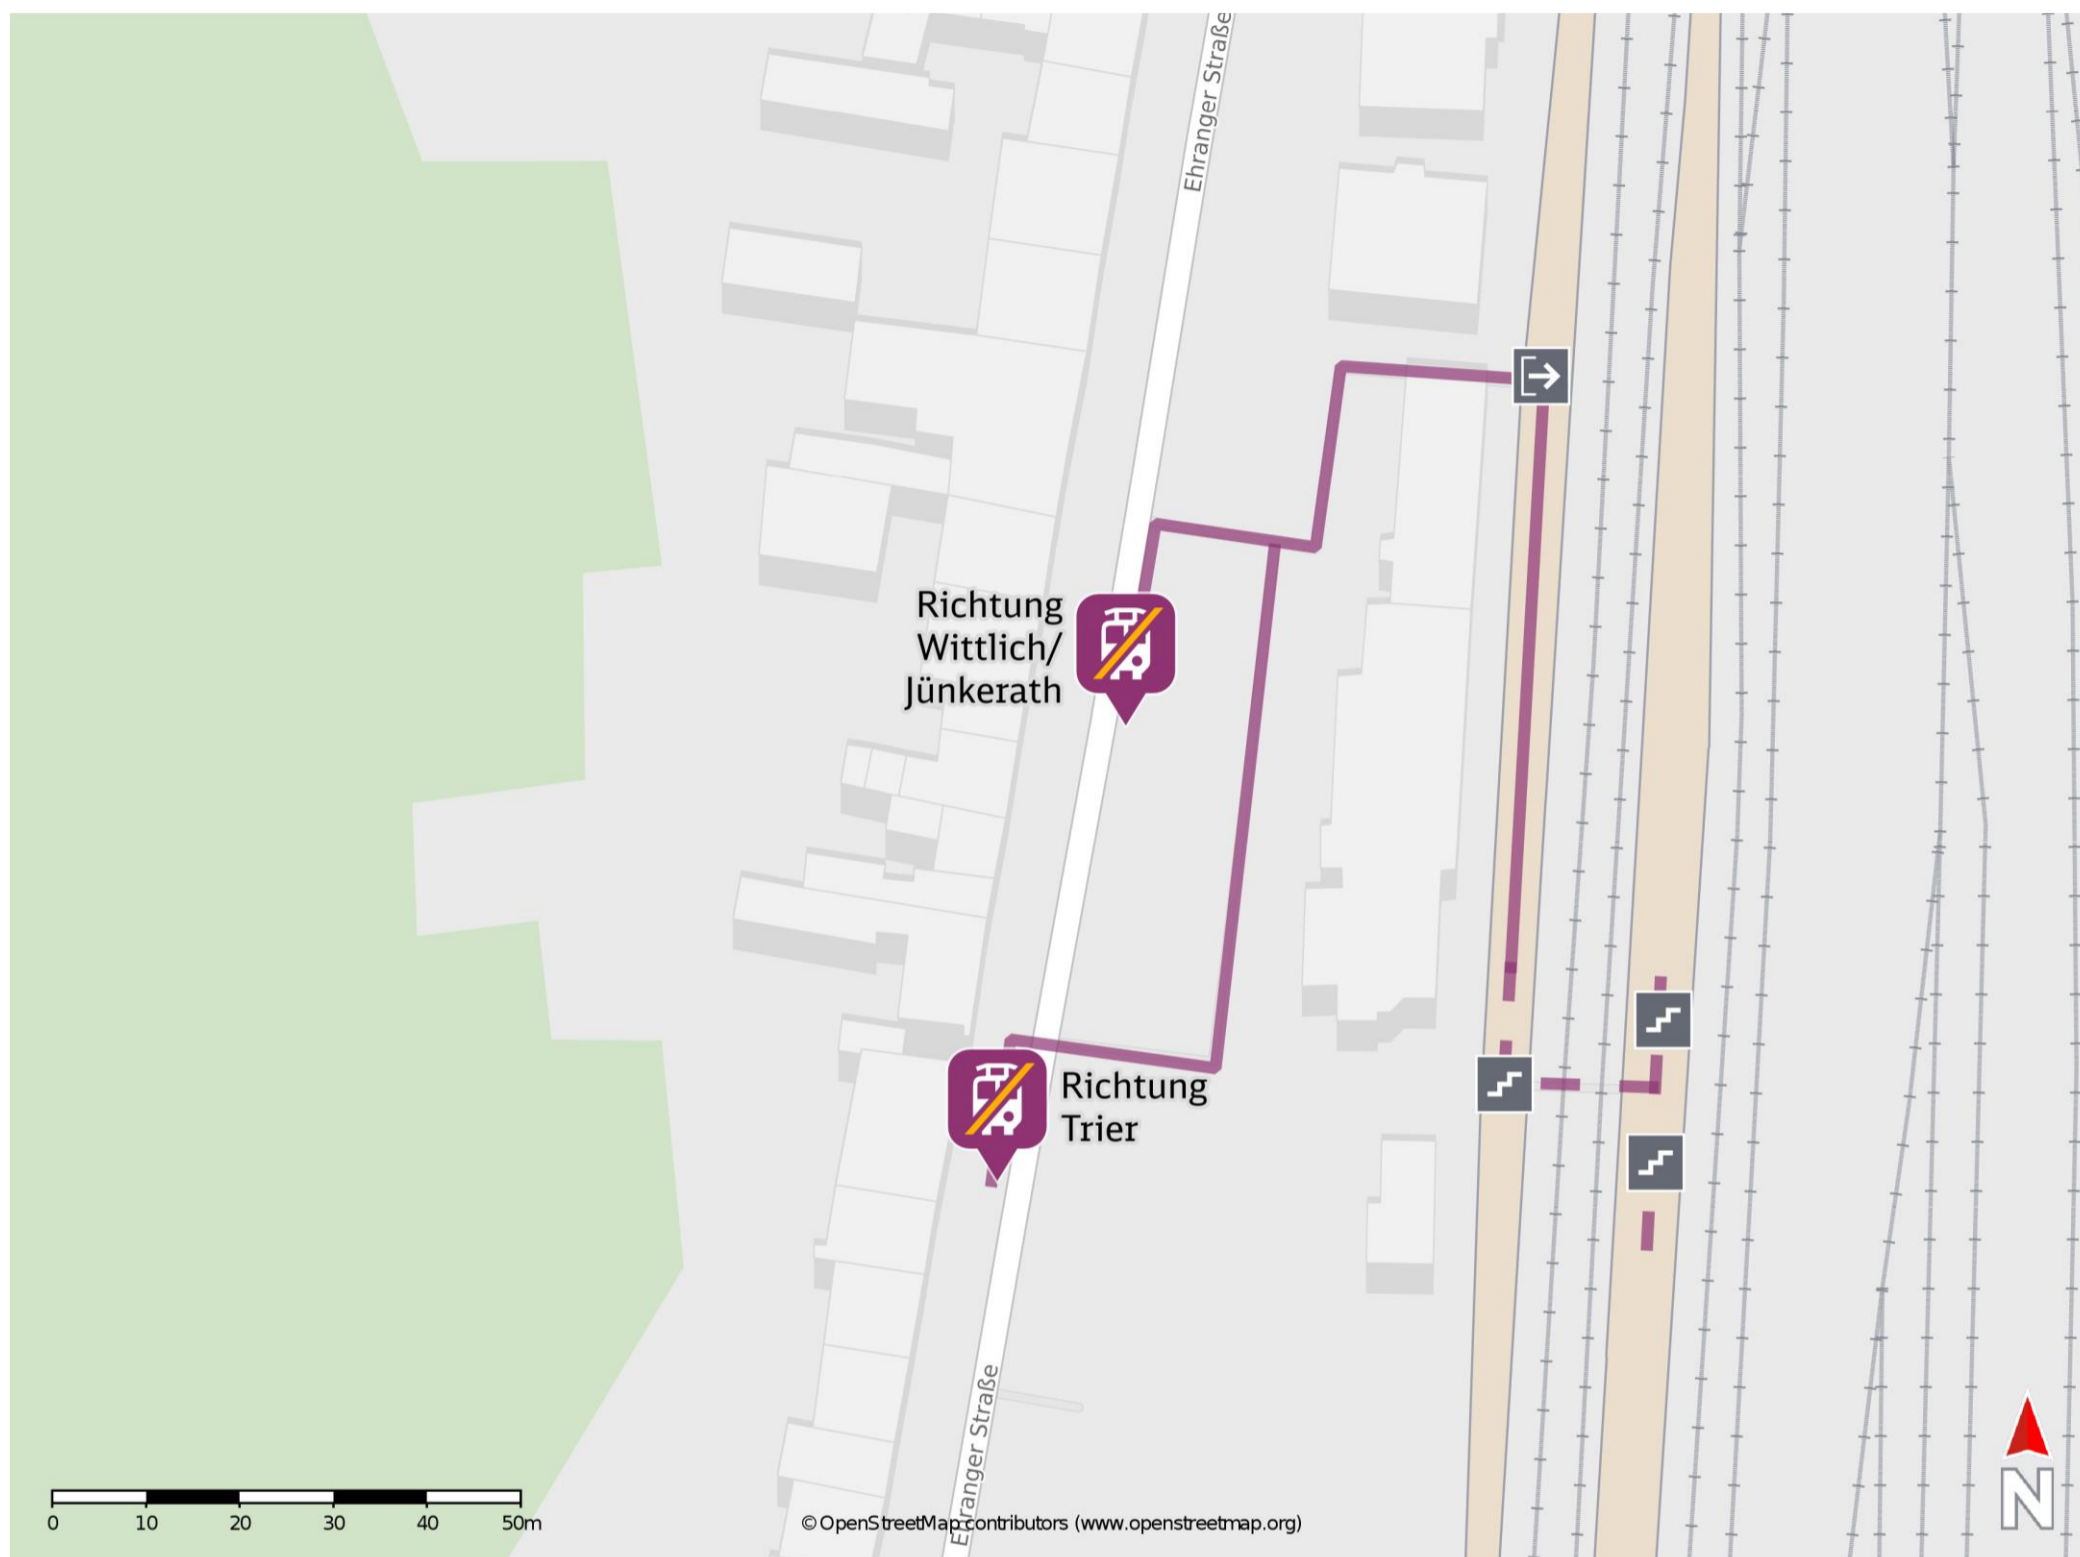 Ehranger Straße
Richtung
Wittlich/
Jünkerath
Richtung
Trier
Ehranger Straße
0 10 20 30 40 50m
© OpenStreetMap contributors (www.openstreetmap.org)
N